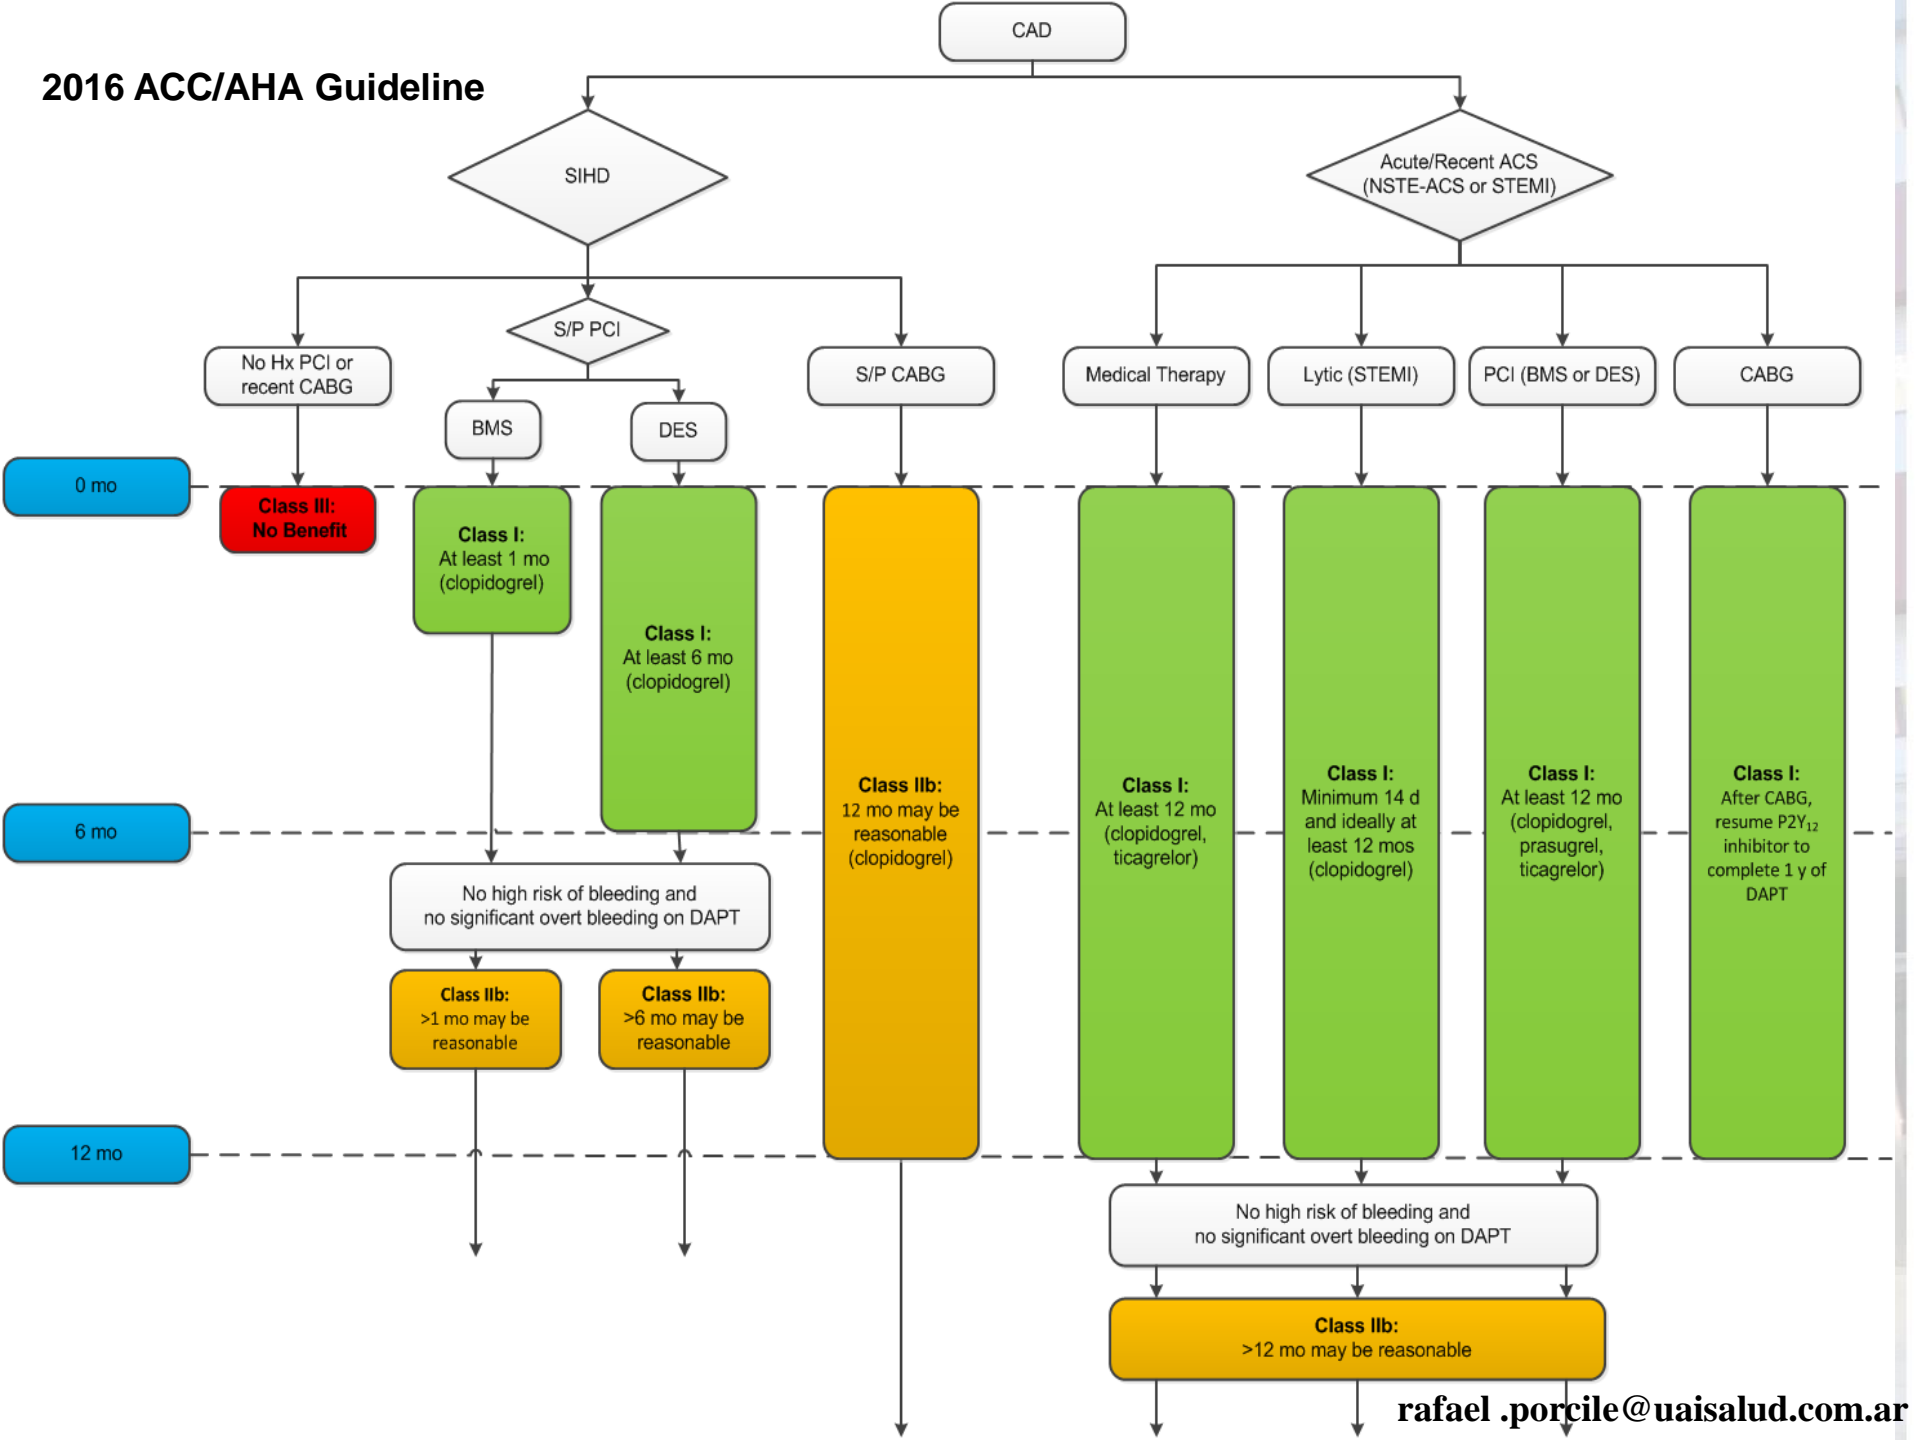 CAD
2016 ACC/AHA Guideline
SIHD
Acute/Recent ACS
(NSTE-ACS or STEMI)
S/P PCI
No Hx PCI or
recent CABG
S/P CABG
Medical Therapy
Lytic (STEMI)
PCI (BMS or DES)
CABG
BMS
DES
0 mo
Class III:
No Benefit
Class I:
At least 1 mo
(clopidogrel)
Class I:
At least 6 mo
(clopidogrel)
Class IIb:
12 mo may be
reasonable
(clopidogrel)
Class I:
At least 12 mo
(clopidogrel,
ticagrelor)
Class I:
Minimum 14 d
and ideally at
least 12 mos
(clopidogrel)
Class I:
At least 12 mo
(clopidogrel,
prasugrel,
ticagrelor)
Class I:
After CABG,
resume P2Y₁₂
inhibitor to
complete 1 y of
DAPT
6 mo
No high risk of bleeding and
no significant overt bleeding on DAPT
Class IIb:
>1 mo may be
reasonable
Class IIb:
>6 mo may be
reasonable
12 mo
No high risk of bleeding and
no significant overt bleeding on DAPT
Class IIb:
>12 mo may be reasonable
rafael .porcile@uaisalud.com.ar